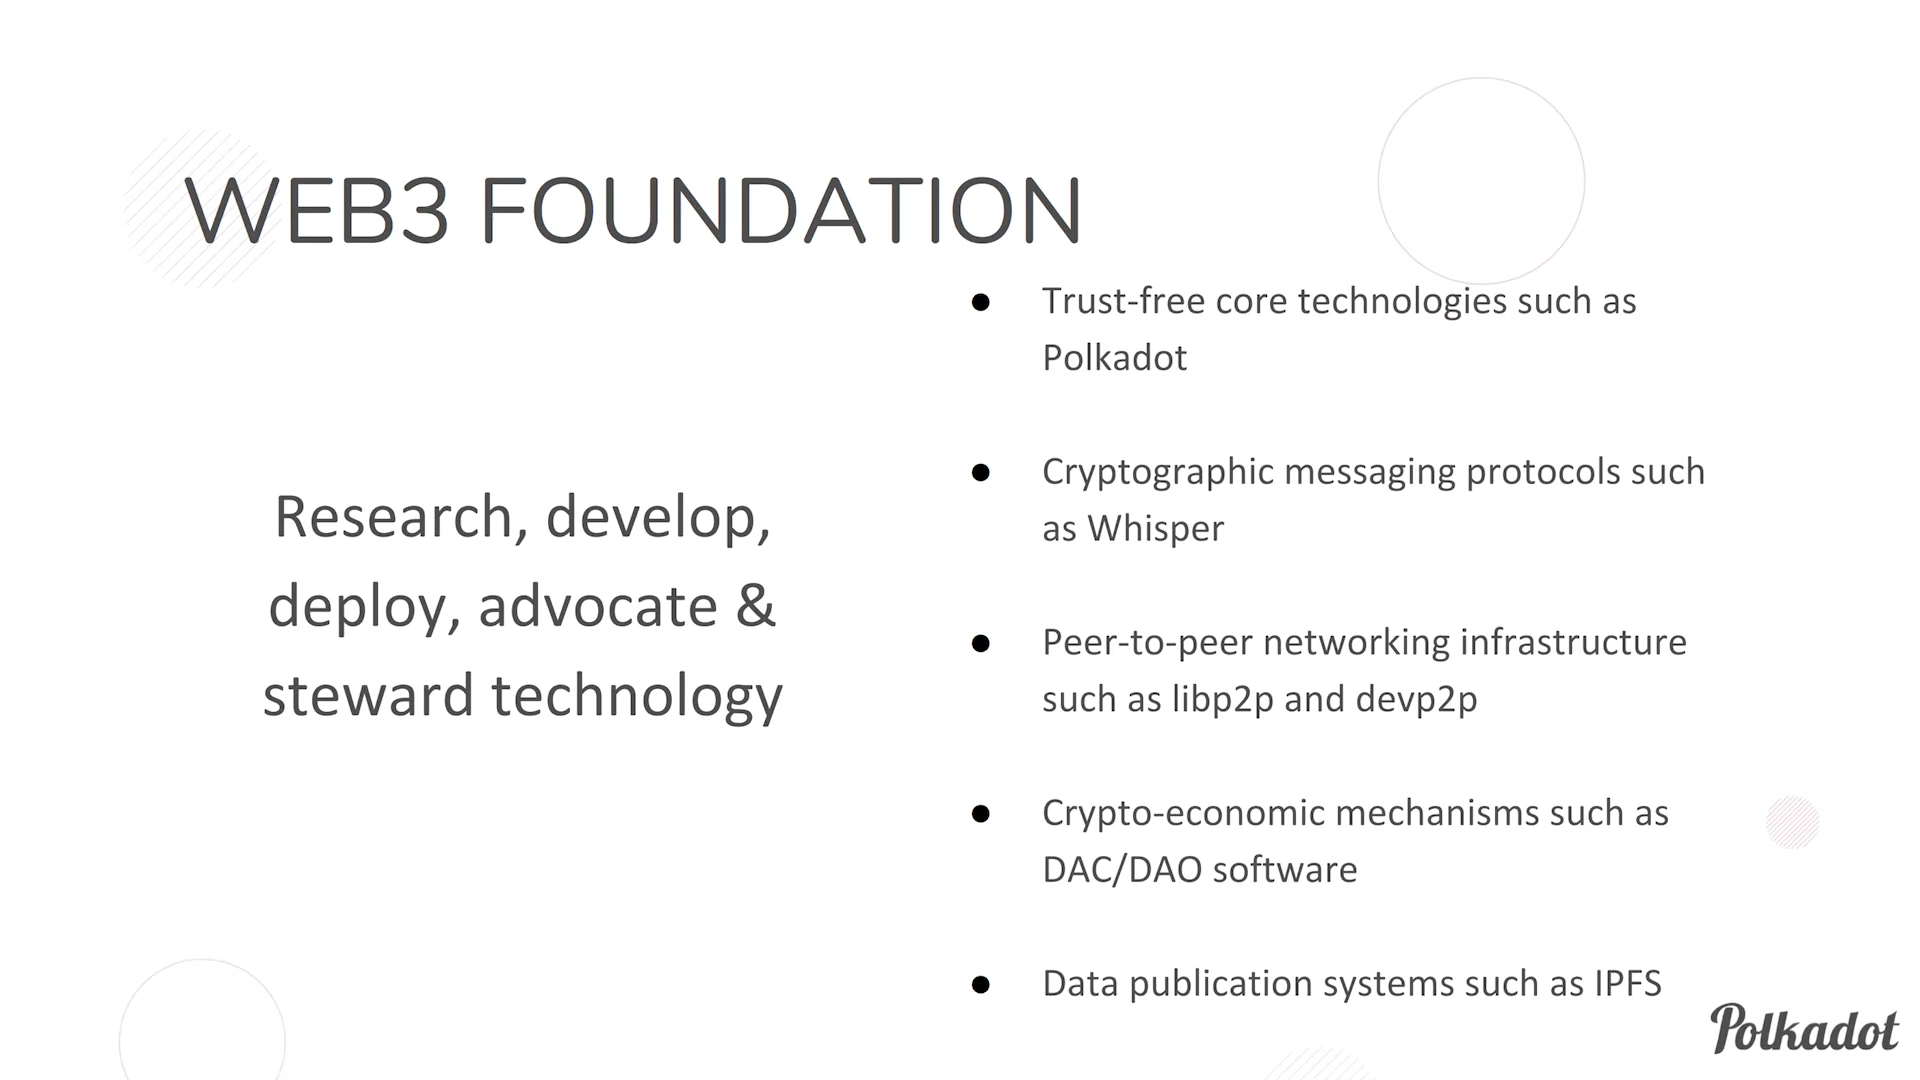 WEB3 FOUNDATION
Research, develop,
deploy, advocate &
steward technology
● Trust-free core technologies such as
Polkadot
● Cryptographic messaging protocols such
as Whisper
● Peer-to-peer networking infrastructure
such as libp2p and devp2p
● Crypto-economic mechanisms such as
DAC/DAO software
● Data publication systems such as IPFS
Polkadot